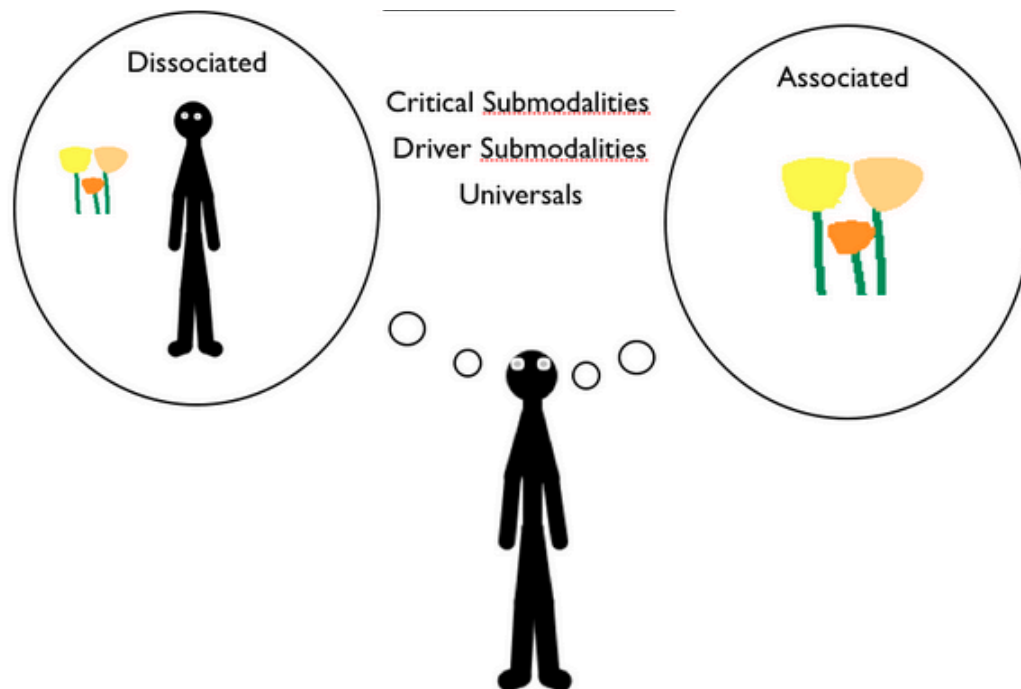 Dissociated
Critical Submodalities
Driver Submodalities
Universals
Associated